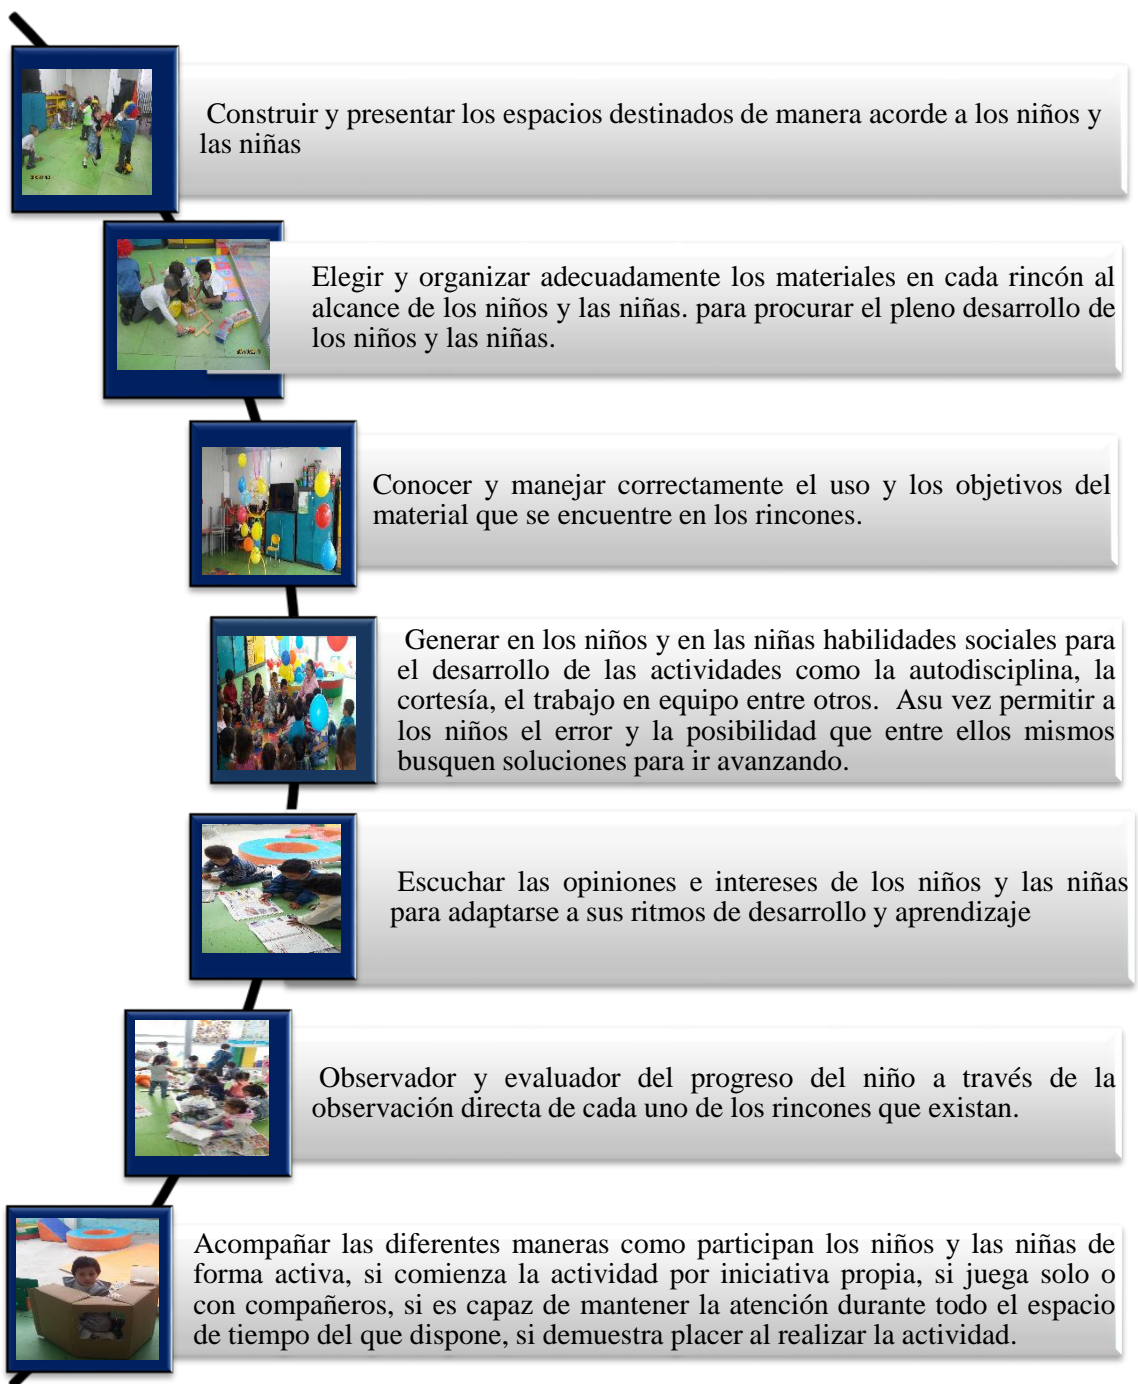 Construir y presentar los espacios destinados de manera acorde a los niños y
las niñas
Elegir y organizar adecuadamente los materiales en cada rincón al
alcance de los niños y las niñas. para procurar el pleno desarrollo de
los niños y las niñas.
Conocer y manejar correctamente el uso y los objetivos del
material que se encuentre en los rincones.
Generar en los niños y en las niñas habilidades sociales para
el desarrollo de las actividades como la autodisciplina, la
cortesía, el trabajo en equipo entre otros. Asu vez permitir a
los niños el error y la posibilidad que entre ellos mismos
busquen soluciones para ir avanzando.
Escuchar las opiniones e intereses de los niños y las niñas
para adaptarse a sus ritmos de desarrollo y aprendizaje
Observador y evaluador del progreso del niño a través de la
observación directa de cada uno de los rincones que existan.
Acompañar las diferentes maneras como participan los niños y las niñas de
forma activa, si comienza la actividad por iniciativa propia, si juega solo o
con compañeros, si es capaz de mantener la atención durante todo el espacio
de tiempo del que dispone, si demuestra placer al realizar la actividad.